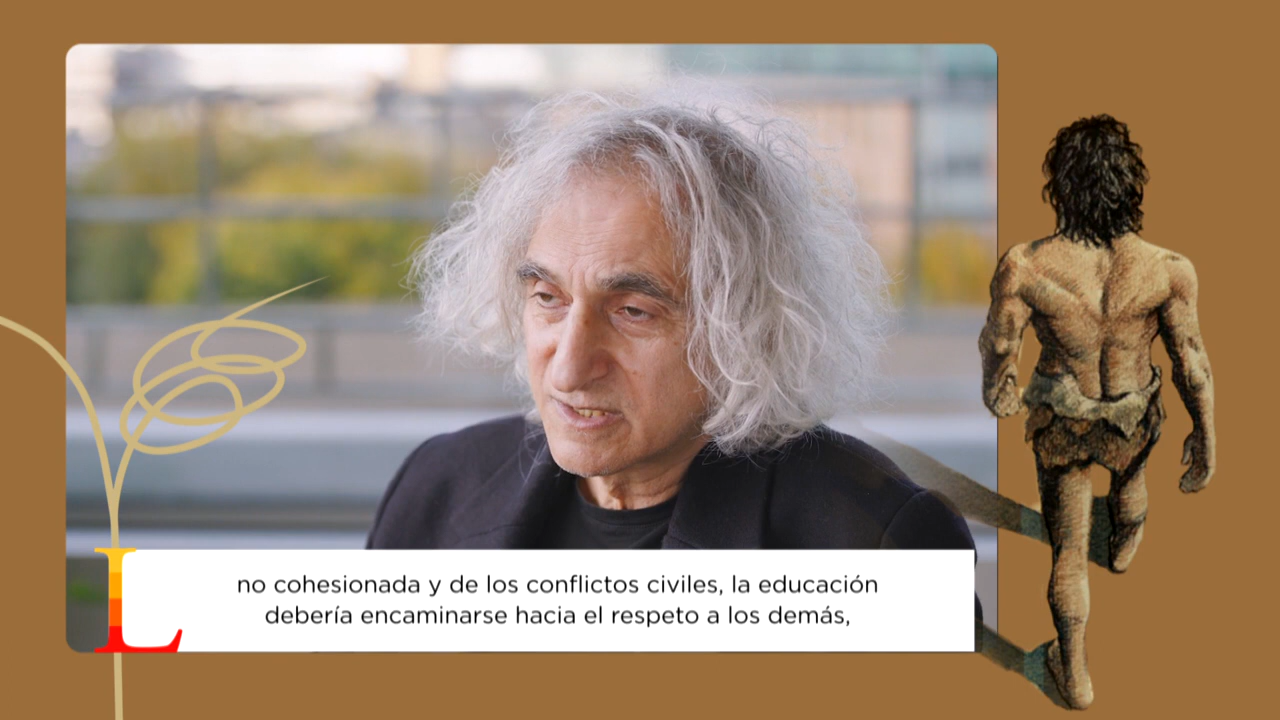 L
no cohesionada y de los conflictos civiles, la educación
debería encaminarse hacia el respeto a los demás,